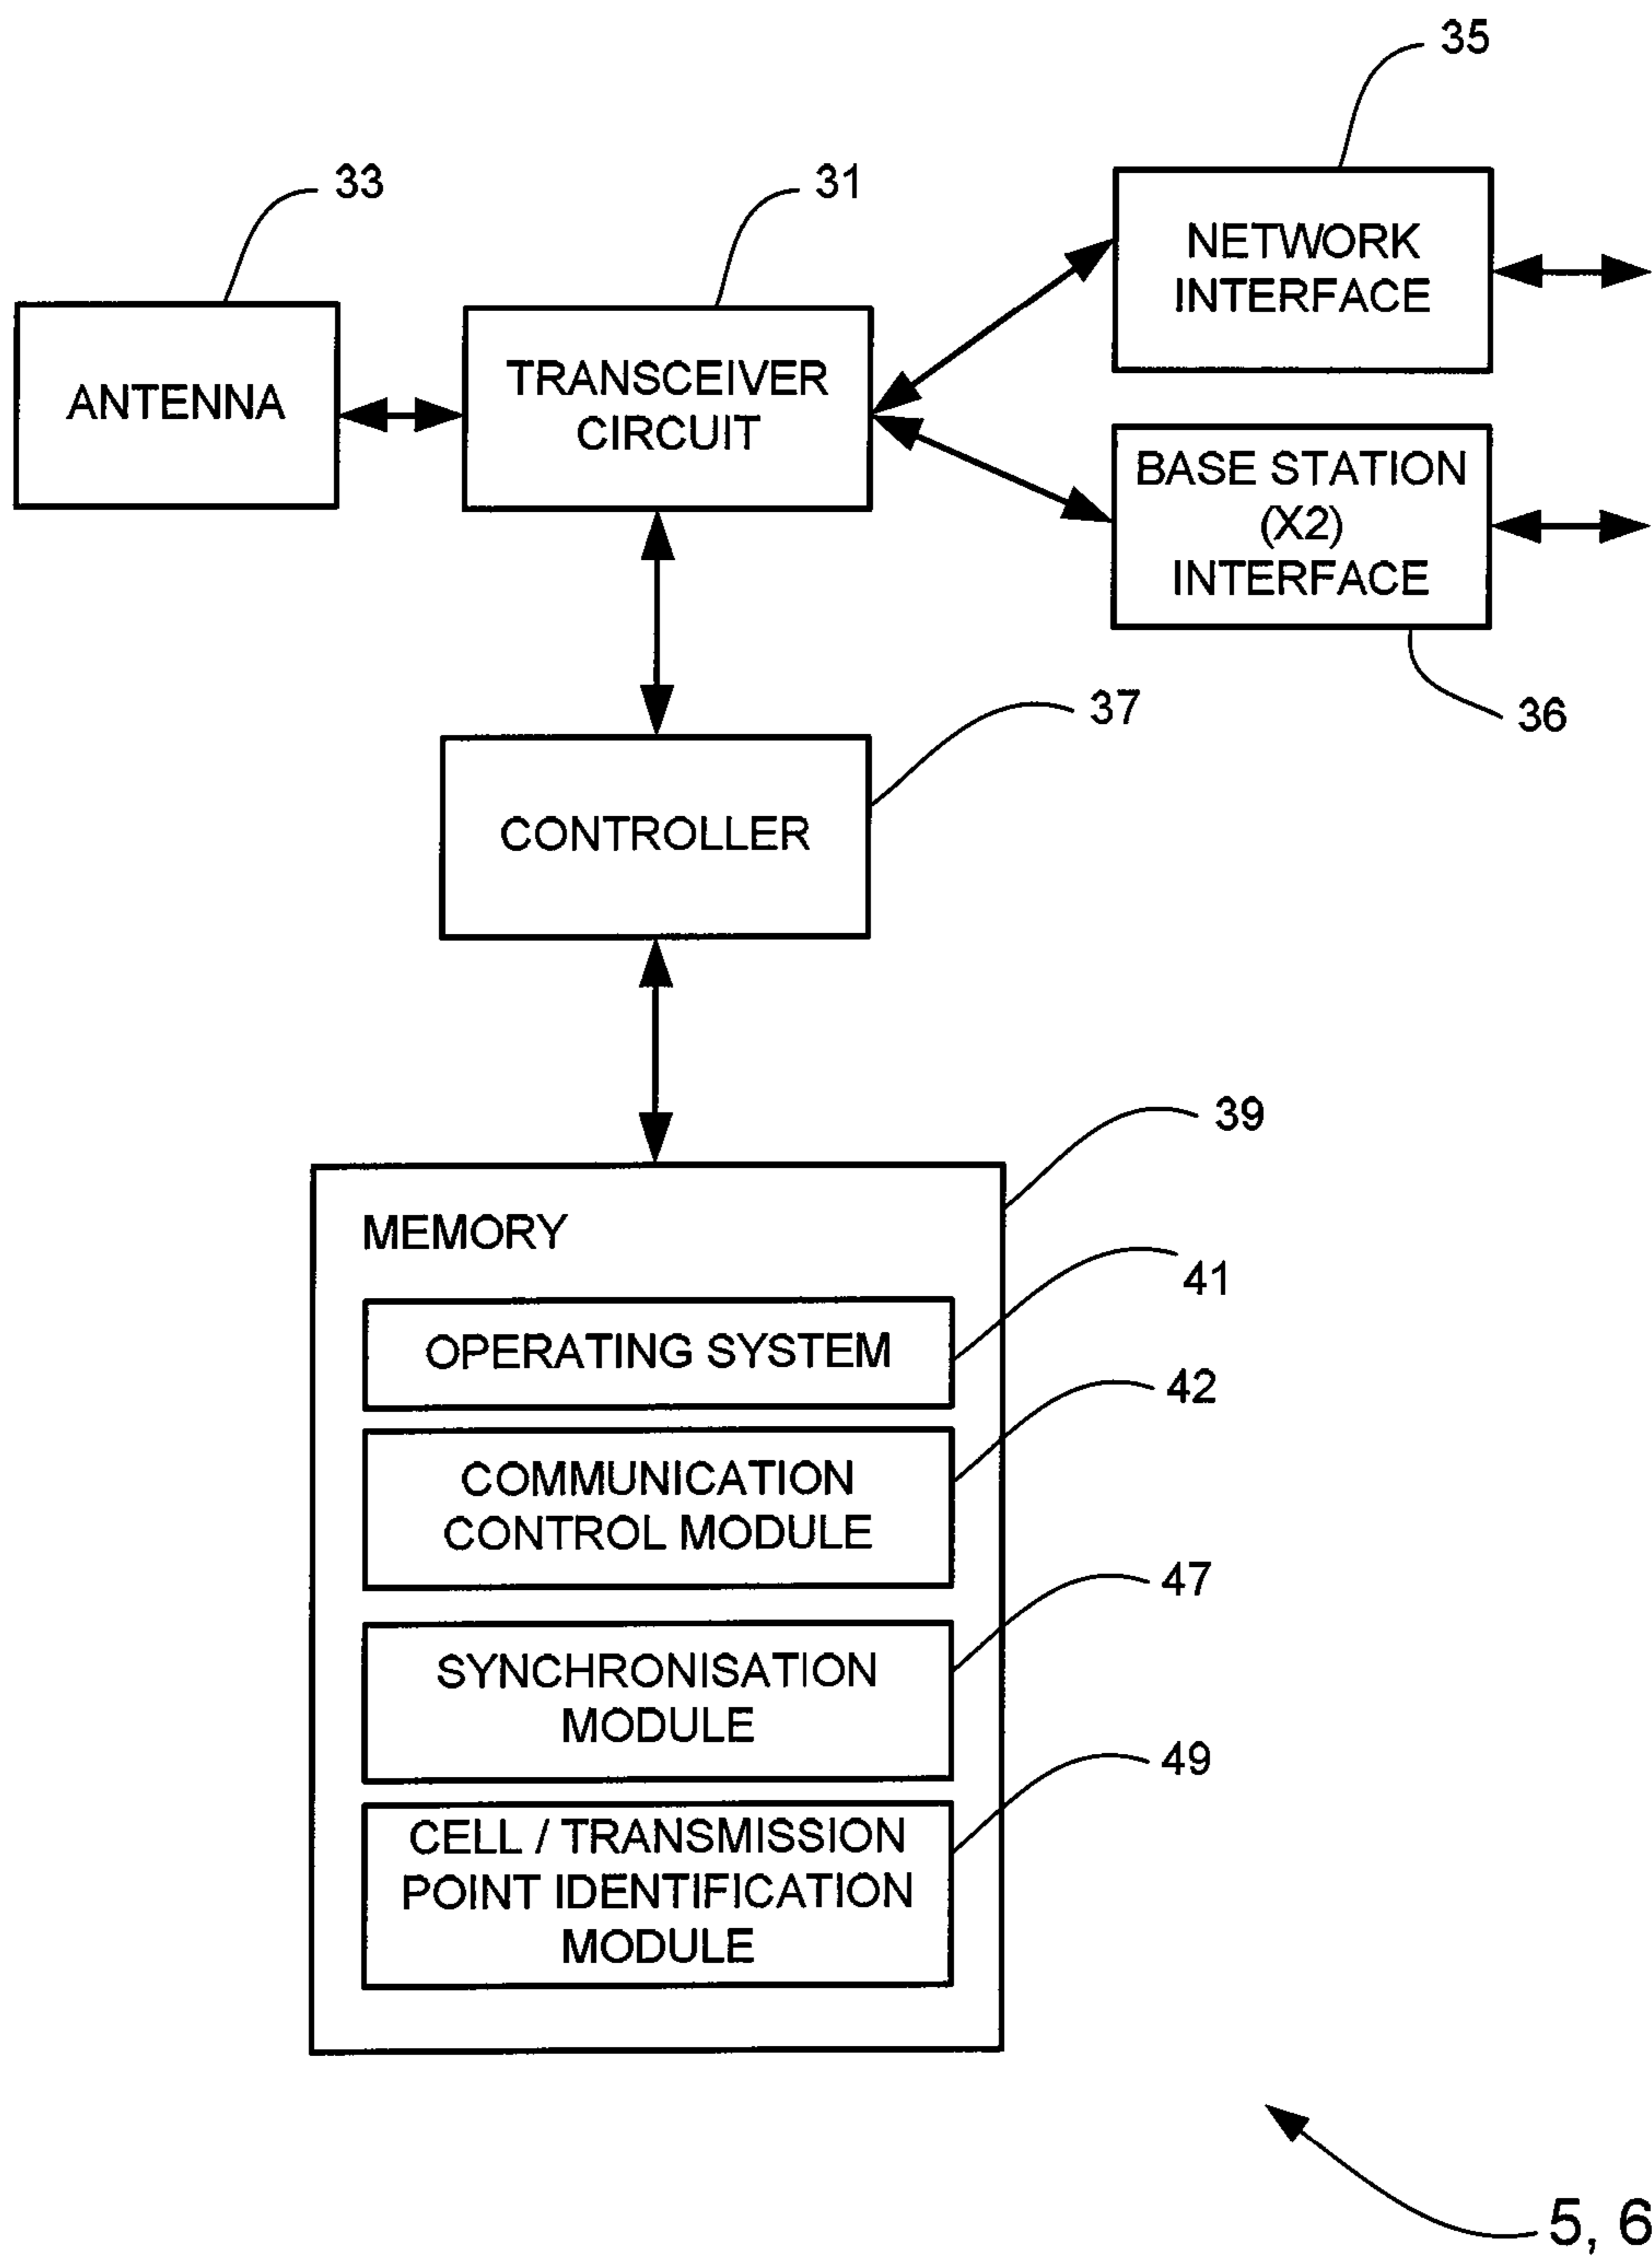 35
33
31
NETWORK
INTERFACE
ANTENNA
TRANSCEIVER
CIRCUIT
BASE STATION
(X2)
INTERFACE
36
37
CONTROLLER
39
MEMORY
41
OPERATING SYSTEM
42
COMMUNICATION
CONTROL MODULE
47
SYNCHRONISATION
MODULE
49
CELL / TRANSMISSION
POINT IDENTIFICATION
MODULE
5, 6